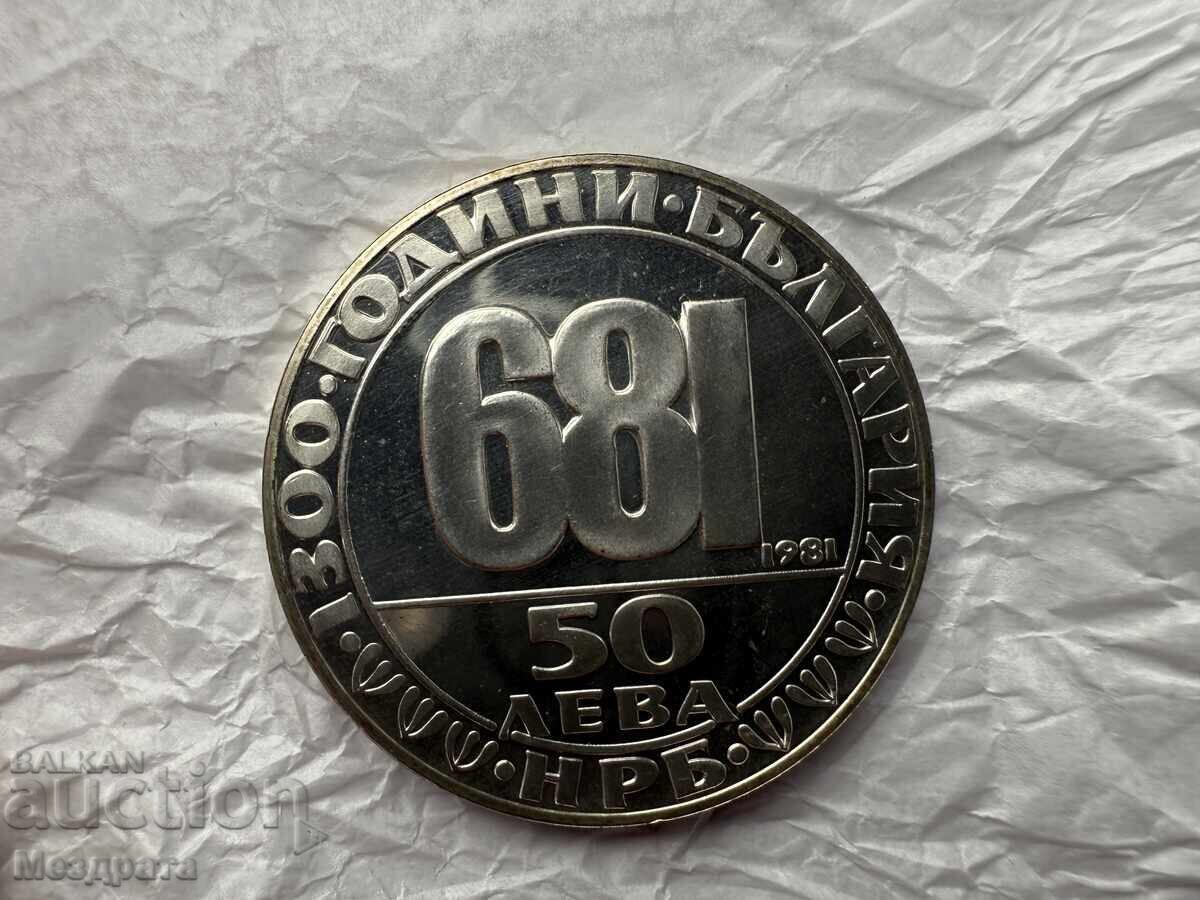 1300·ГОДИНИ·БЪЛГАРИЯ
681
1981
50
ЛЕВА
·НРБ·
BALKAN
auction
Мездрага